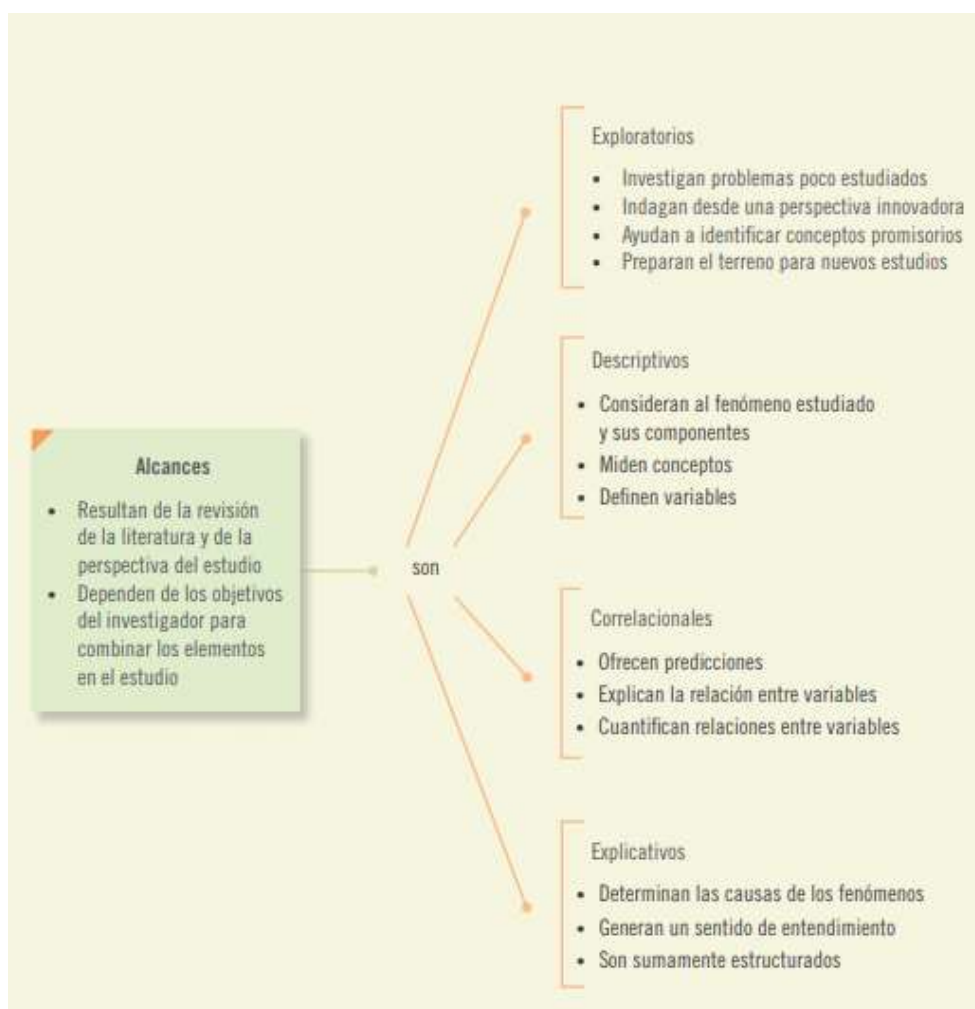 Alcances
• Resultan de la revisión
de la literatura y de la
perspectiva del estudio
• Dependen de los objetivos
del investigador para
combinar los elementos
en el estudio
son
Exploratorios
• Investigan problemas poco estudiados
• Indagan desde una perspectiva innovadora
• Ayudan a identificar conceptos promisorios
• Preparan el terreno para nuevos estudios
Descriptivos
• Consideran al fenómeno estudiado
y sus componentes
• Miden conceptos
• Definen variables
Correlacionales
• Ofrecen predicciones
• Explican la relación entre variables
• Cuantifican relaciones entre variables
Explicativos
• Determinan las causas de los fenómenos
• Generan un sentido de entendimiento
• Son sumamente estructurados